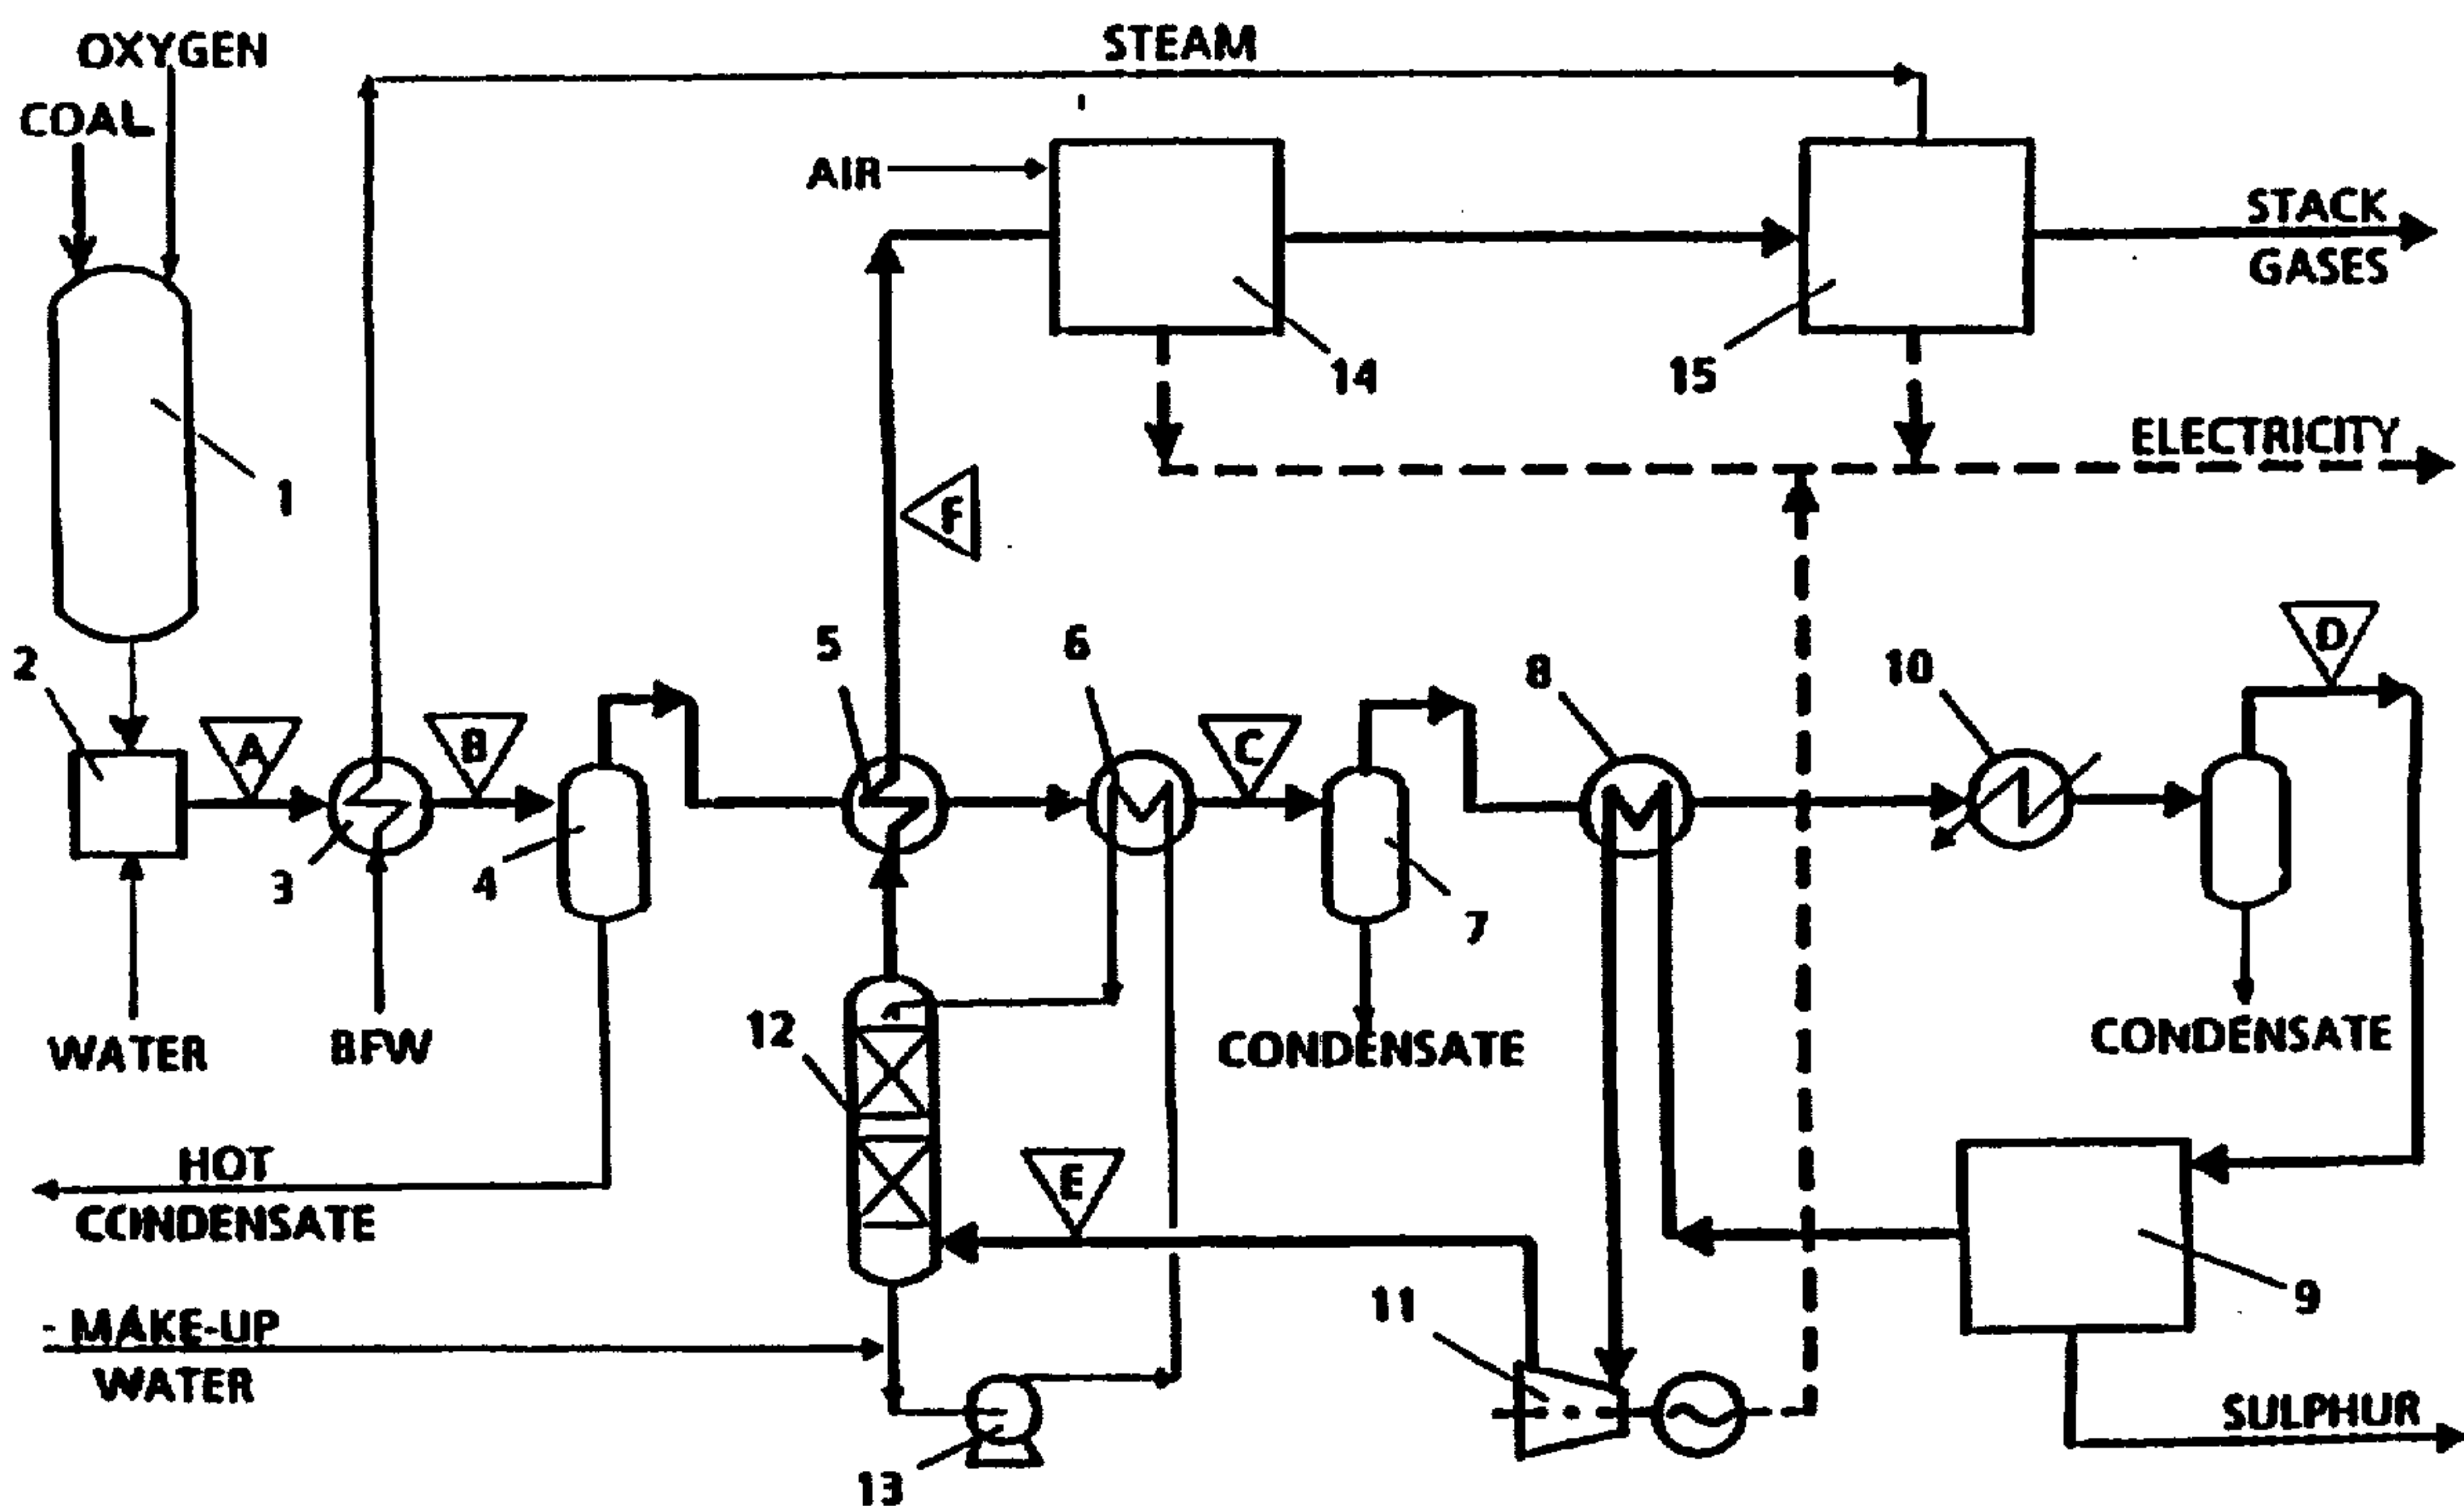 OXYGEN
STEAM
COAL
AIR
STACK
GASES
14
15
ELECTRICITY
1
F
2
5
6
8
10
D
A
B
C
3
4
7
12
WATER
BFW
CONDENSATE
CONDENSATE
HOT
CONDENSATE
E
11
9
MAKE-UP
WATER
13
SULPHUR